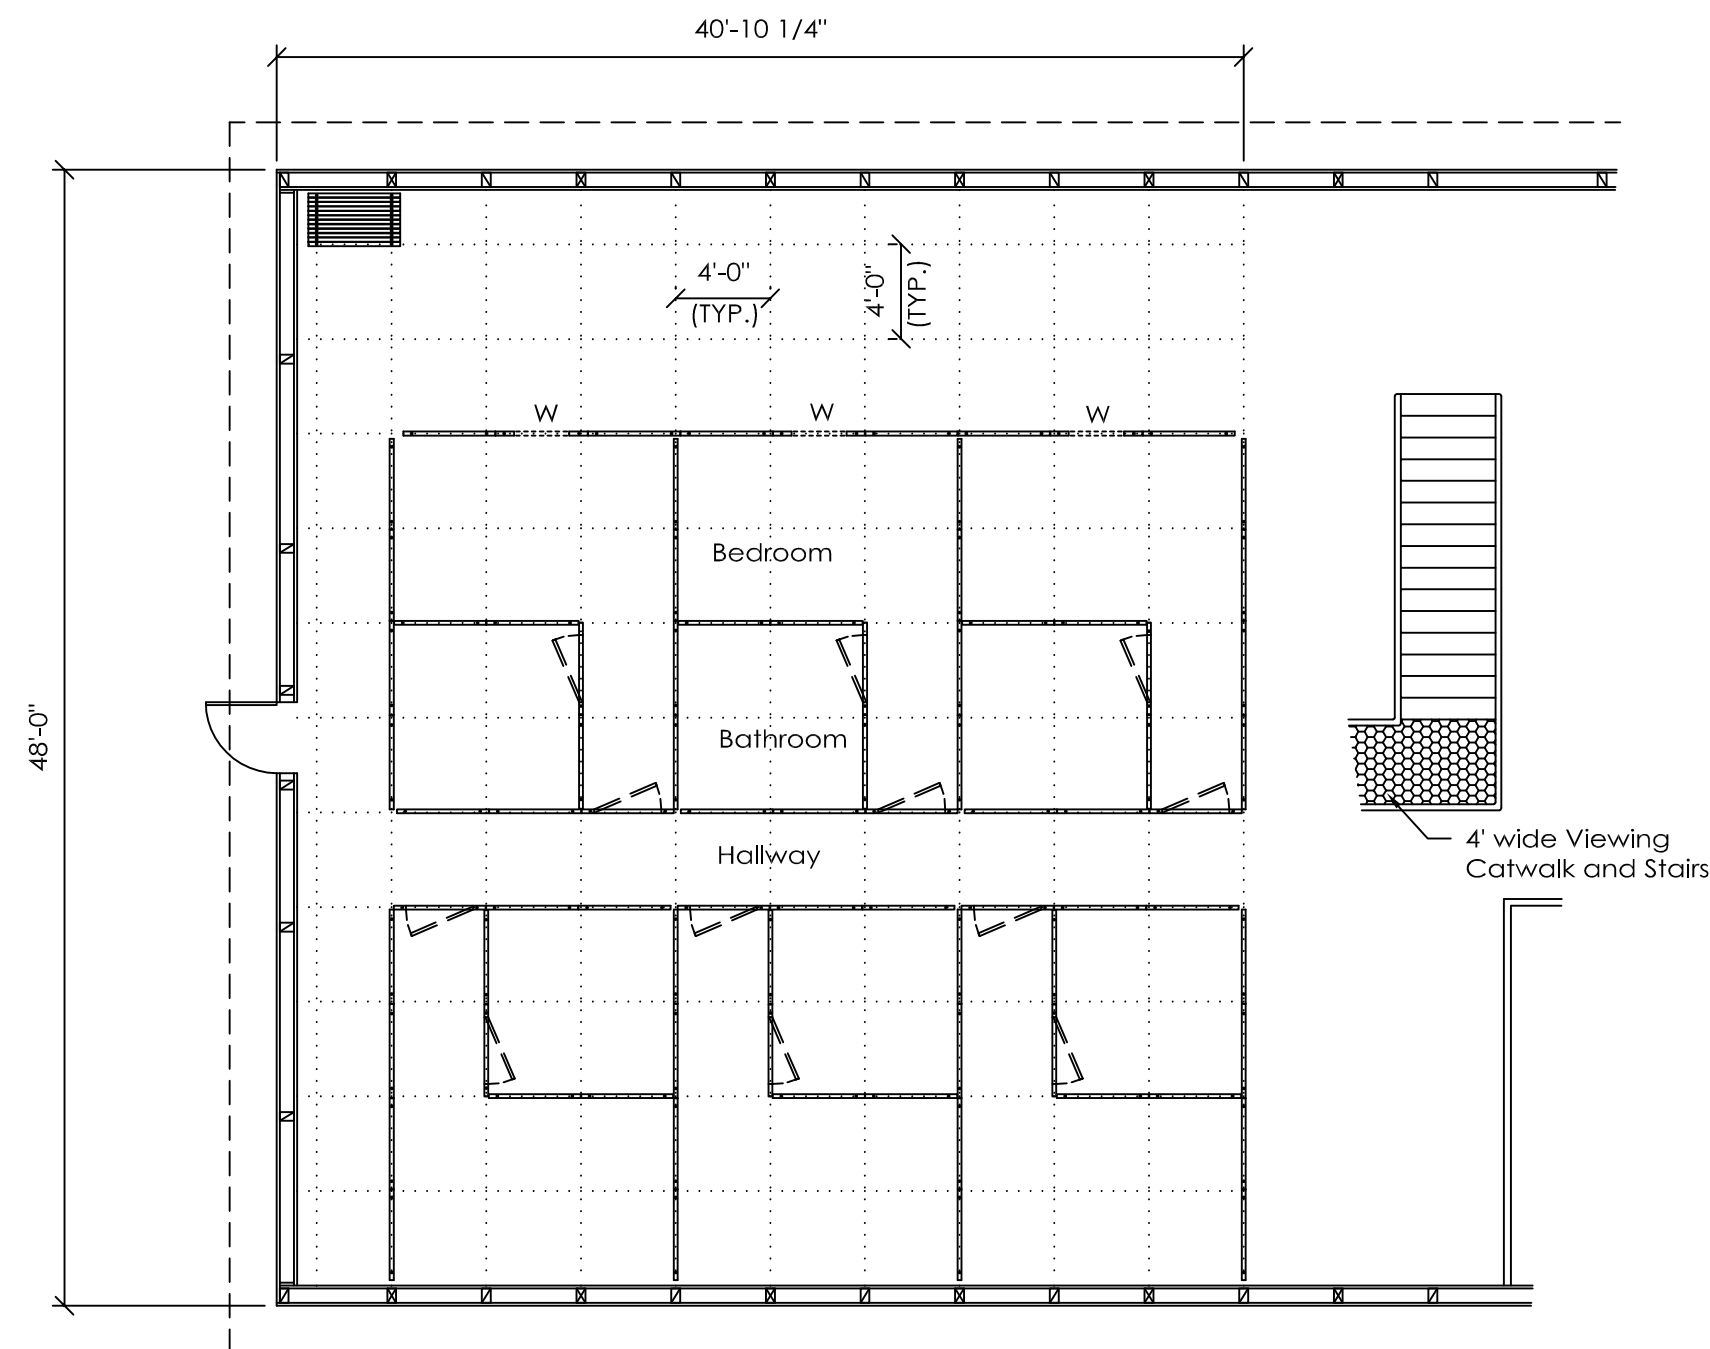 40'-10 1/4"
4'-0"
(TYP.)
4'-0"
(TYP.)
W
W
W
Bedroom
48'-0"
Bathroom
4' wide Viewing
Catwalk and Stairs
Hallway